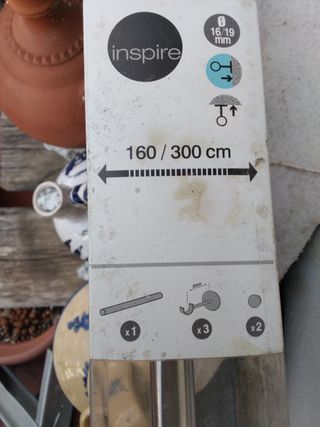 inspire
Ø
16/19
mm
160 / 300 cm
x1
x3
x2